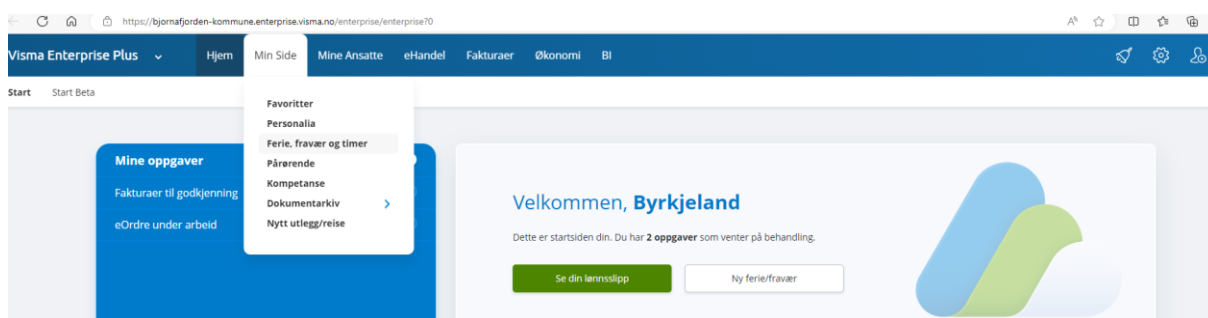 https://bjornafjorden-kommune.enterprise.visma.no/enterprise/enterprise?0
Visma Enterprise Plus Hjem Min Side Mine Ansatte eHandel Fakturaer Økonomi BI
Start Start Beta
Favoritter
Personalia
Ferie, fravær og timer
Pårørende
Kompetanse
Dokumentarkiv
Nytt utlegg/reise
Mine oppgaver
Fakturaer til godkjenning
eOrdre under arbeid
Velkommen, Byrkjeland
Dette er startsiden din. Du har 2 oppgaver som venter på behandling.
Se din lønnsslipp Ny ferie/fravær